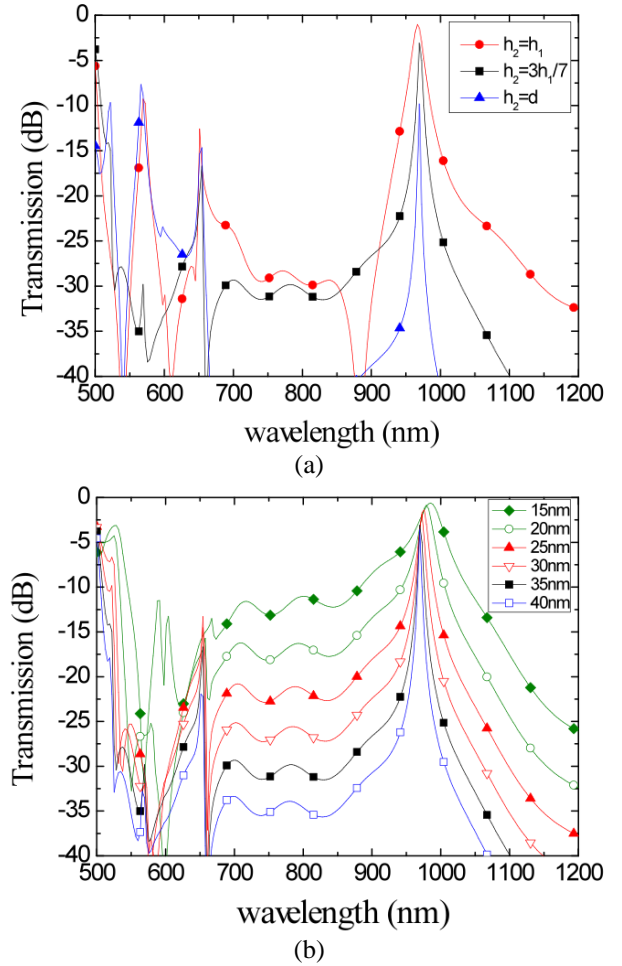 0
-5
-10
-15
-20
-25
-30
-35
-40
Transmission (dB)
h₂=h₁
h₂=3h₁/7
h₂=d
500 600 700 800 900 1000 1100 1200
wavelength (nm)
(a)
0
-5
-10
-15
-20
-25
-30
-35
-40
Transmission (dB)
15nm
20nm
25nm
30nm
35nm
40nm
500 600 700 800 900 1000 1100 1200
wavelength (nm)
(b)